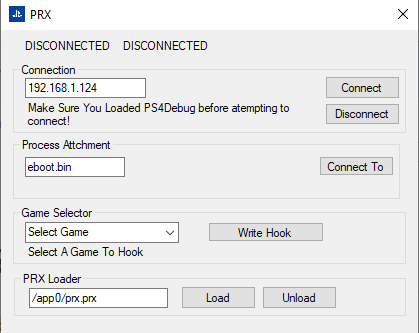 PRX
DISCONNECTED DISCONNECTED
Connection
192.168.1.124
Connect
Make Sure You Loaded PS4Debug before atempting to
connect!
Disconnect
Process Attchment
eboot.bin
Connect To
Game Selector
Select Game
Write Hook
Select A Game To Hook
PRX Loader
/app0/prx.prx
Load
Unload